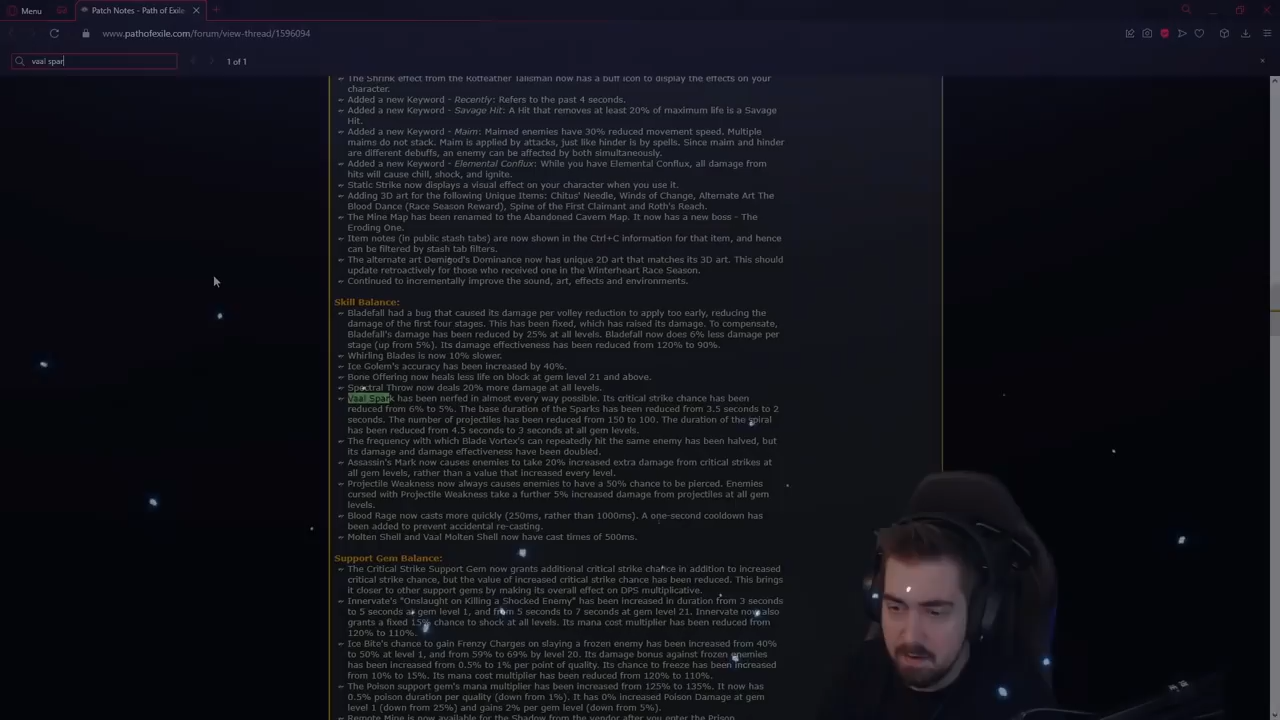 Menu
Patch Notes - Path of Exile
www.pathofexile.com/forum/view-thread/1596094
vaal spar
1 of 1
The Shrink effect from the Rotfeather Talisman now has a buff icon to display the effects on your
character.
Added a new Keyword - Recently: Refers to the past 4 seconds.
Added a new Keyword - Savage Hit: A Hit that removes at least 20% of maximum life is a Savage
Hit.
Added a new Keyword - Maim: Maimed enemies have 30% reduced movement speed. Multiple
maims do not stack. Maim is applied by attacks, just like hinder is by spells. Since maim and hinder
are different debuffs, an enemy can be affected by both simultaneously.
Added a new Keyword - Elemental Conflux: While you have Elemental Conflux, all damage from
hits will cause chill, shock, and ignite.
Static Strike now displays a visual effect on your character when you use it.
Adding 3D art for the following Unique Items: Chitus' Needle, Winds of Change, Alternate Art The
Blood Dance (Race Season Reward), Spine of the First Claimant and Roth's Reach.
The Mine Map has been renamed to the Abandoned Cavern Map. It now has a new boss - The
Eroding One.
Item notes (in public stash tabs) are now shown in the Ctrl+C information for that item, and hence
can be filtered by stash tab filters.
The alternate art Demigod's Dominance now has unique 2D art that matches its 3D art. This should
update retroactively for those who received one in the Winterheart Race Season.
Continued to incrementally improve the sound, art, effects and environments.
Skill Balance:
Bladefall had a bug that caused its damage per volley reduction to apply too early, reducing the
damage of the first four stages. This has been fixed, which has raised its damage. To compensate,
Bladefall's damage has been reduced by 25% at all levels. Bladefall now does 6% less damage per
stage (up from 5%). Its damage effectiveness has been reduced from 120% to 90%.
Whirling Blades is now 10% slower.
Ice Golem's accuracy has been increased by 40%.
Bone Offering now heals less life on block at gem level 21 and above.
Spectral Throw now deals 20% more damage at all levels.
Vaal Spark has been nerfed in almost every way possible. Its critical strike chance has been
reduced from 6% to 5%. The base duration of the Sparks has been reduced from 3.5 seconds to 2
seconds. The number of projectiles has been reduced from 150 to 100. The duration of the spiral
has been reduced from 4.5 seconds to 3 seconds at all gem levels.
The frequency with which Blade Vortex's can repeatedly hit the same enemy has been halved, but
its damage and damage effectiveness have been doubled.
Assassin's Mark now causes enemies to take 20% increased extra damage from critical strikes at
all gem levels, rather than a value that increased every level.
Projectile Weakness now always causes enemies to have a 50% chance to be pierced. Enemies
cursed with Projectile Weakness take a further 5% increased damage from projectiles at all gem
levels.
Blood Rage now casts more quickly (250ms, rather than 1000ms). A one-second cooldown has
been added to prevent accidental re-casting.
Molten Shell and Vaal Molten Shell now have cast times of 500ms.
Support Gem Balance:
The Critical Strike Support Gem now grants additional critical strike chance in addition to increased
critical strike chance, but the value of increased critical strike chance has been reduced. This brings
it closer to other support gems by making its overall effect on DPS multiplicative.
Innervate's "Onslaught on Killing a Shocked Enemy" has been increased in duration from 3 seconds
to 5 seconds at gem level 1, and from 5 seconds to 7 seconds at gem level 21. Innervate now also
grants a fixed 15% chance to shock at all levels. Its mana cost multiplier has been reduced from
120% to 110%.
Ice Bite's chance to gain Frenzy Charges on slaying a frozen enemy has been increased from 40%
to 50% at level 1, and from 59% to 69% by level 20. Its damage bonus against frozen enemies
has been increased from 0.5% to 1% per point of quality. Its chance to freeze has been increased
from 10% to 15%. Its mana cost multiplier has been reduced from 120% to 110%.
The Poison support gem's mana multiplier has been increased from 125% to 135%. It now has
0.5% poison duration per quality (down from 1%). It has 0% increased Poison Damage at gem
level 1 (down from 25%) and gains 2% per gem level (down from 5%).
Remote Mine is now available for the Shadow from the vendor after you enter the Prison.